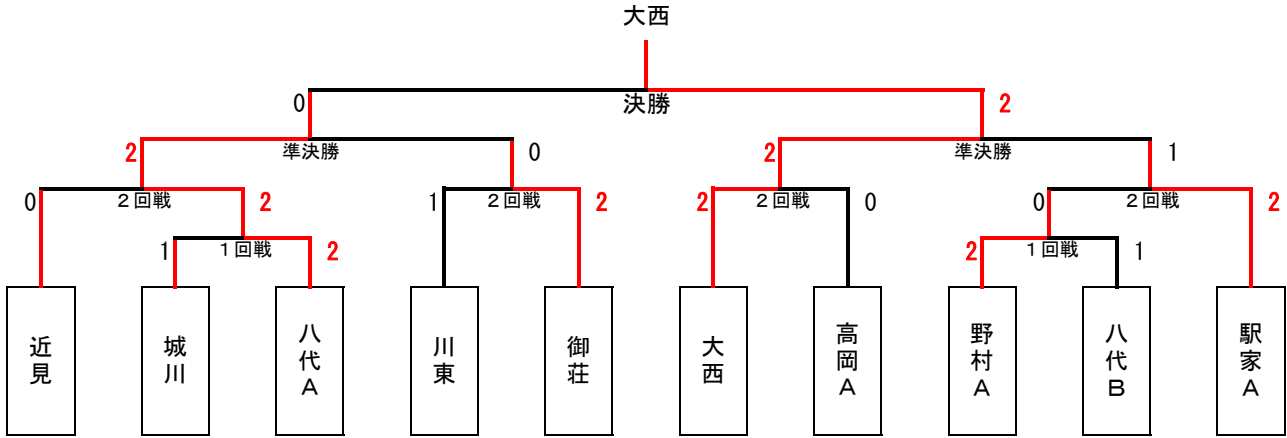 大西
0 決勝 2
2 準決勝 0 2 準決勝 1
0 2回戦 2 1 2回戦 2 2 2回戦 0 0 2回戦 2
1 1回戦 2 2 1回戦 1
近見
城川
八代A
川東
御荘
大西
高岡A
野村A
八代B
駅家A